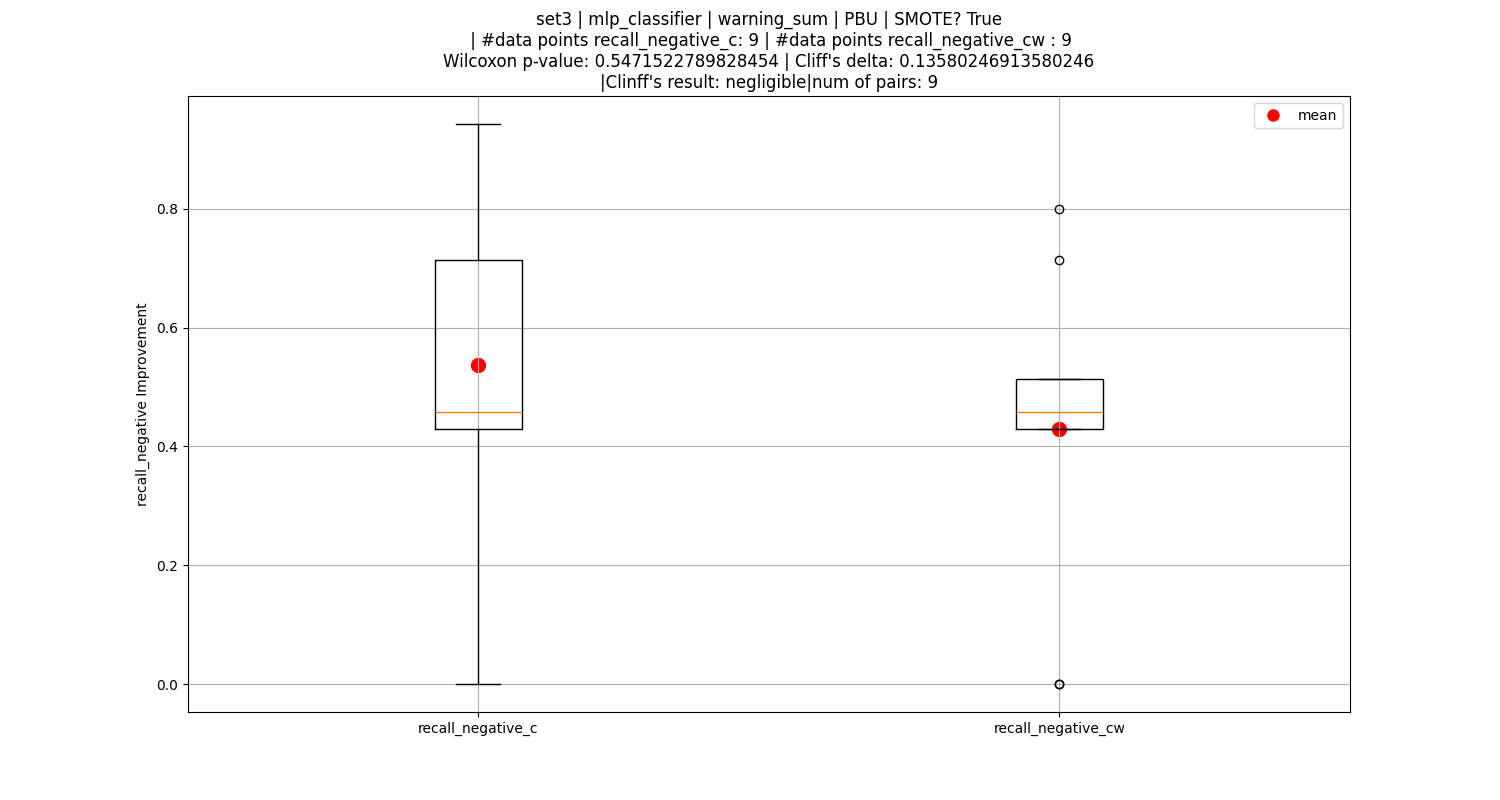 set3 | mlp_classifier | warning_sum | PBU | SMOTE? True
| #data points recall_negative_c: 9 | #data points recall_negative_cw : 9
Wilcoxon p-value: 0.5471522789828454 | Cliff's delta: 0.13580246913580246
|Clinff's result: negligible|num of pairs: 9
mean
0.8
0.6
0.4
0.2
0.0
recall_negative Improvement
recall_negative_c
recall_negative_cw